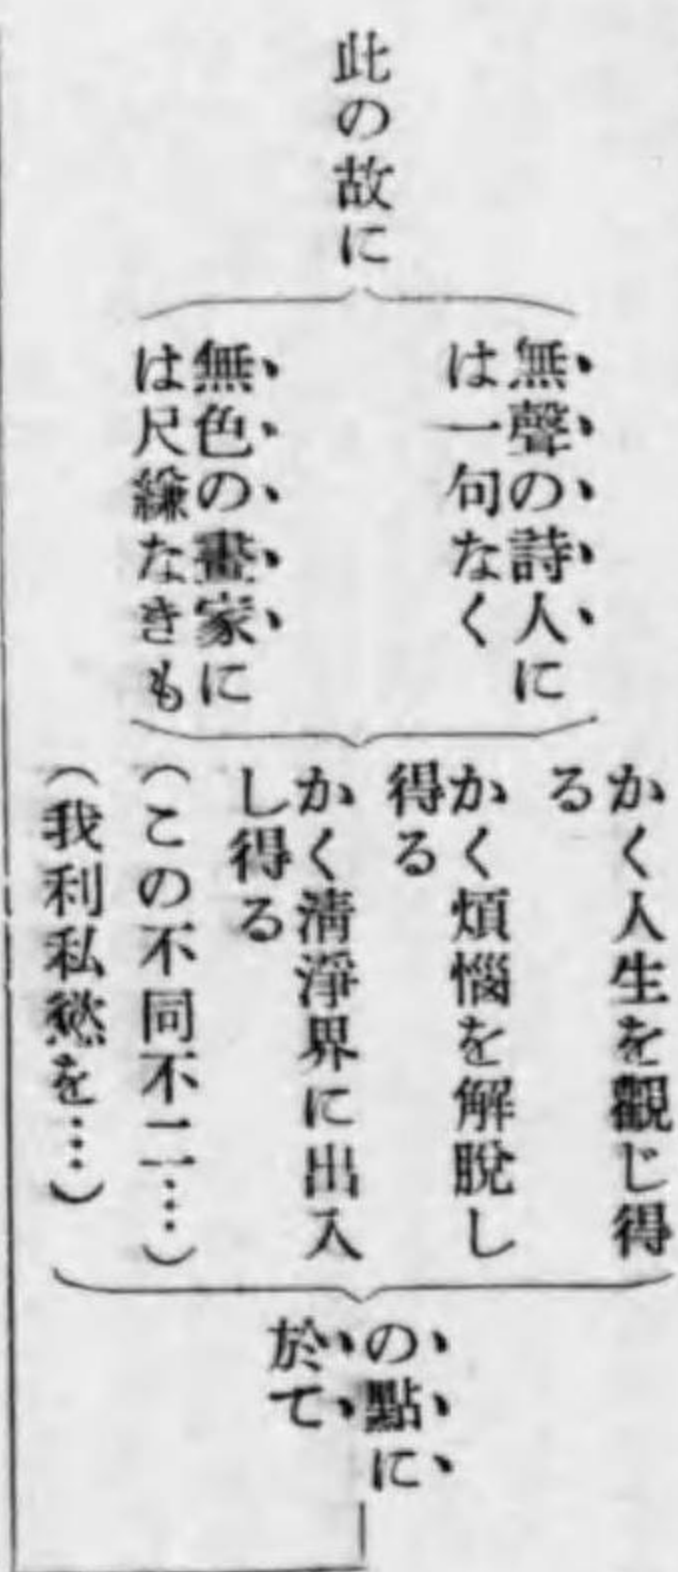 此の故に
無聲の詩人に
は一句なく
無色の畫家に
は尺縑なきも
かく人生を觀じ得
る
かく煩惱を解脫し
得る
かく淸淨界に出入
し得る
（この不同不二…）
（我利私慾を…）
の點に
於て